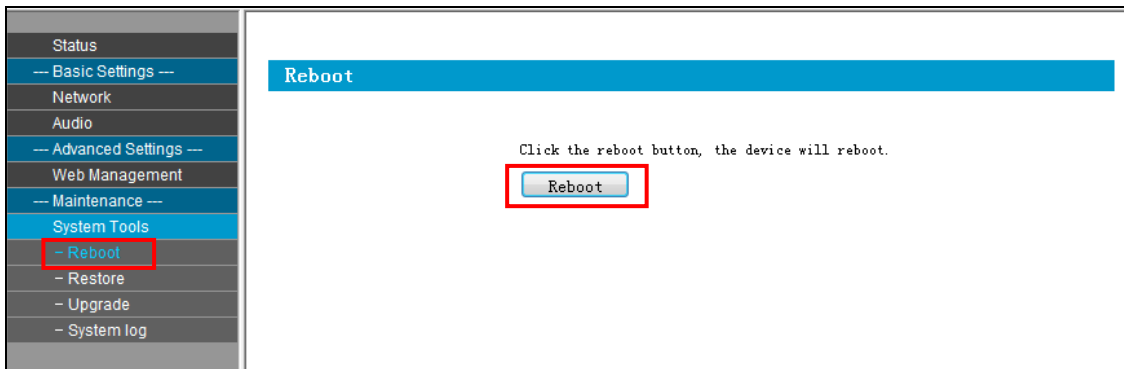 Status
--- Basic Settings ---
Network
Audio
--- Advanced Settings ---
Web Management
--- Maintenance ---
System Tools
– Reboot
– Restore
– Upgrade
– System log
Reboot
Click the reboot button, the device will reboot.
Reboot